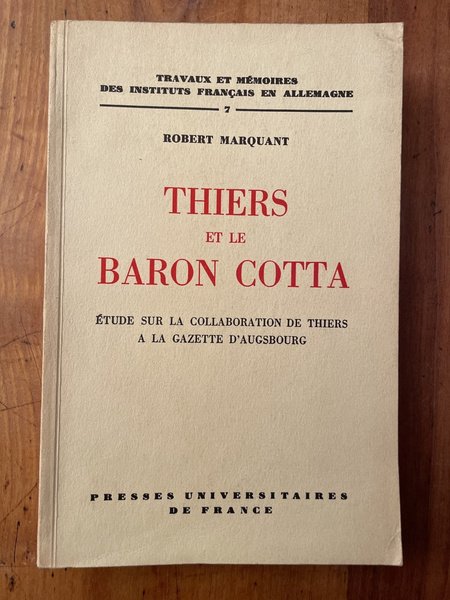 TRAVAUX ET MÉMOIRES
DES INSTITUTS FRANÇAIS EN ALLEMAGNE
7
ROBERT MARQUANT
THIERS
ET LE
BARON COTTA
ÉTUDE SUR LA COLLABORATION DE THIERS
A LA GAZETTE D'AUGSBOURG
PRESSES UNIVERSITAIRES
DE FRANCE